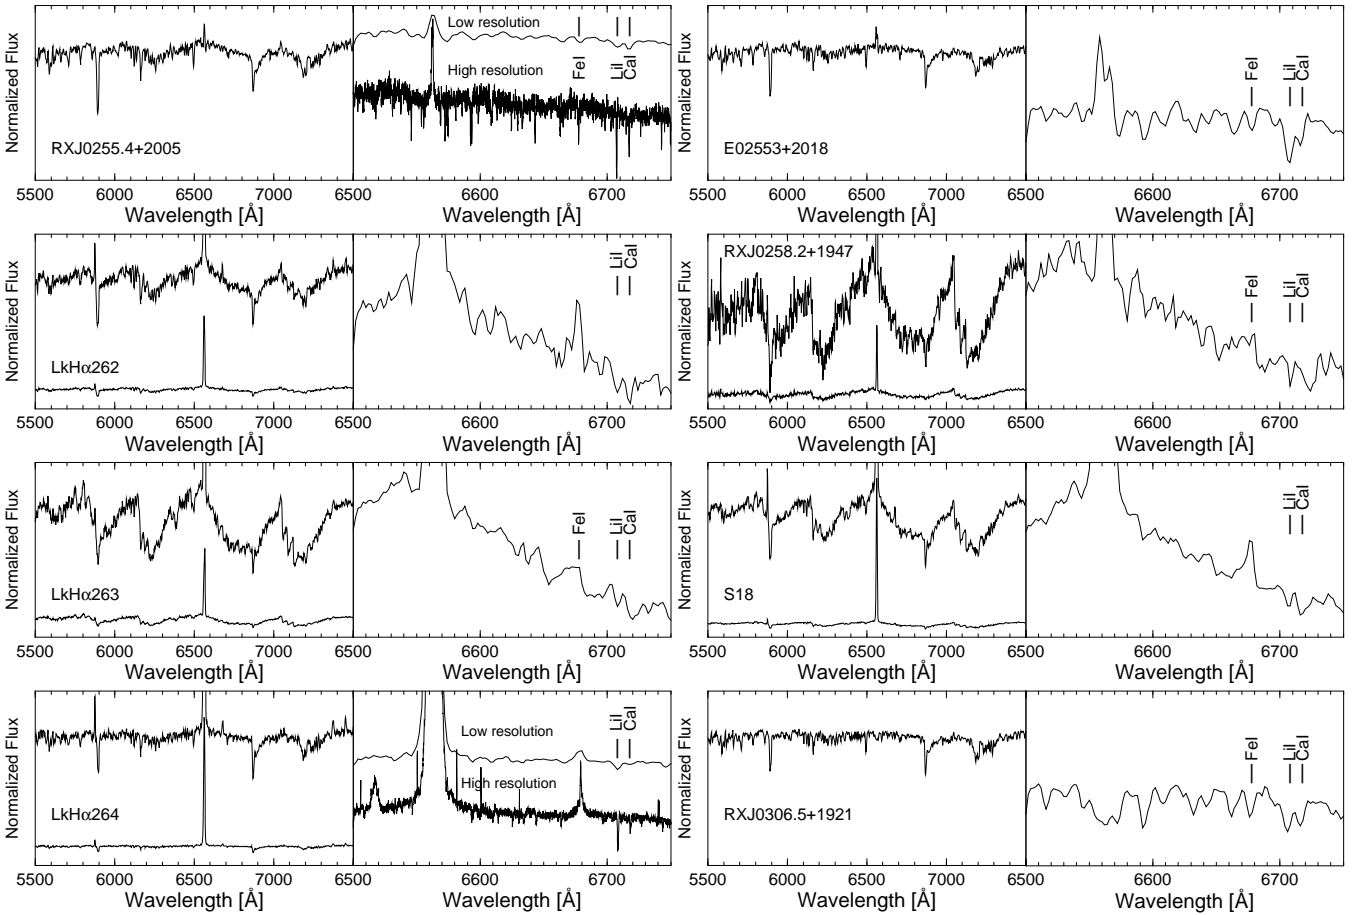 Normalized Flux
RXJ0255.4+2005
Low resolution
High resolution
FeI
LiI
CaI
5500 6000 6500 7000 6500 6600 6700
Wavelength [Å] Wavelength [Å]
Normalized Flux
E02553+2018
FeI
LiI
CaI
5500 6000 6500 7000 6500 6600 6700
Wavelength [Å] Wavelength [Å]
Normalized Flux
LkHα262
LiI
CaI
5500 6000 6500 7000 6500 6600 6700
Wavelength [Å] Wavelength [Å]
Normalized Flux
RXJ0258.2+1947
FeI
LiI
CaI
5500 6000 6500 7000 6500 6600 6700
Wavelength [Å] Wavelength [Å]
Normalized Flux
LkHα263
FeI
LiI
CaI
5500 6000 6500 7000 6500 6600 6700
Wavelength [Å] Wavelength [Å]
Normalized Flux
S18
LiI
CaI
5500 6000 6500 7000 6500 6600 6700
Wavelength [Å] Wavelength [Å]
Normalized Flux
LkHα264
Low resolution
High resolution
LiI
CaI
5500 6000 6500 7000 6500 6600 6700
Wavelength [Å] Wavelength [Å]
Normalized Flux
RXJ0306.5+1921
FeI
LiI
CaI
5500 6000 6500 7000 6500 6600 6700
Wavelength [Å] Wavelength [Å]